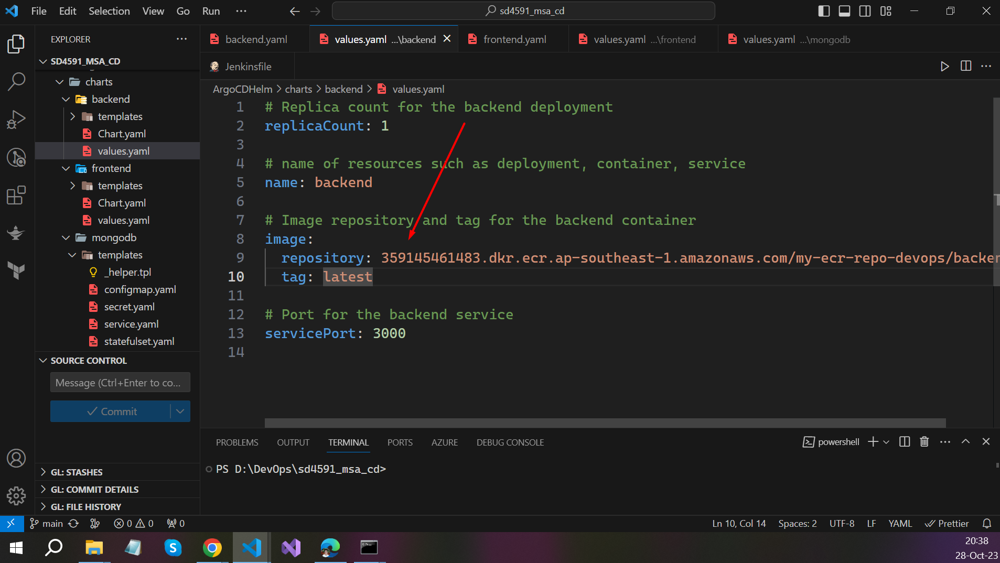 File Edit Selection View Go Run ··· sd4591_msa_cd
EXPLORER ···
SD4591_MSA_CD
charts
backend
templates
Chart.yaml
values.yaml
frontend
templates
Chart.yaml
values.yaml
mongodb
templates
_helper.tpl
configmap.yaml
secret.yaml
service.yaml
statefulset.yaml
SOURCE CONTROL
Message (Ctrl+Enter to co...
Commit
GL: STASHES
GL: COMMIT DETAILS
GL: FILE HISTORY
backend.yaml values.yaml ...\backend frontend.yaml values.yaml ...\frontend values.yaml ...\mongodb
Jenkinsfile
ArgoCDHelm > charts > backend > values.yaml
1 # Replica count for the backend deployment
2 replicaCount: 1
3
4 # name of resources such as deployment, container, service
5 name: backend
6
7 # Image repository and tag for the backend container
8 image:
9 repository: 359145461483.dkr.ecr.ap-southeast-1.amazonaws.com/my-ecr-repo-devops/backen
10 tag: latest
11
12 # Port for the backend service
13 servicePort: 3000
14
PROBLEMS OUTPUT TERMINAL PORTS AZURE DEBUG CONSOLE powershell
PS D:\DevOps\sd4591_msa_cd>
main 0 0 0 Ln 10, Col 14 Spaces: 2 UTF-8 LF YAML Prettier
20:38
28-Oct-23